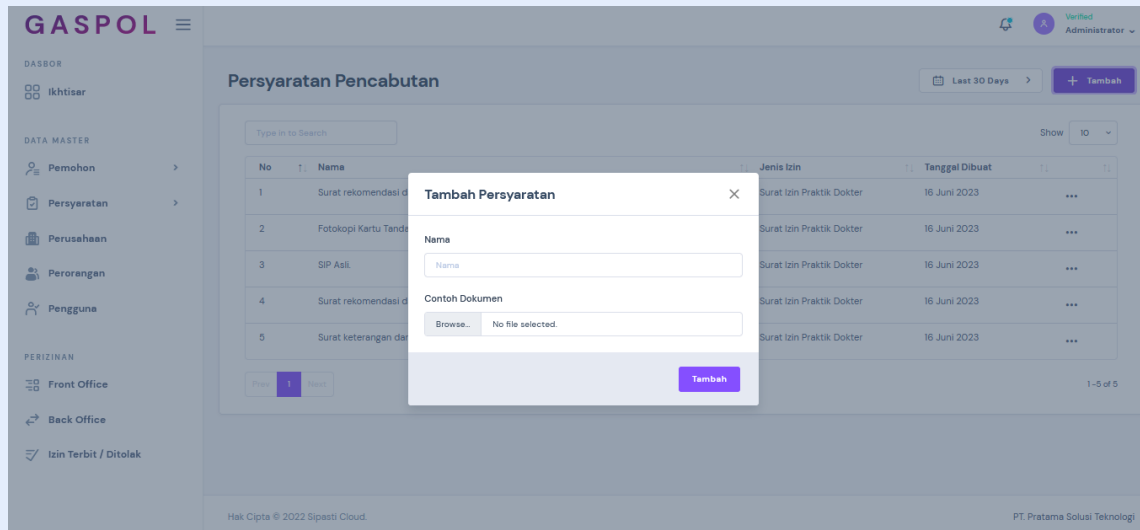 GASPOL
Verified
Administrator
DASBOR
Ikhtisar
DATA MASTER
Pemohon
Persyaratan
Perusahaan
Perorangan
Pengguna
PERIZINAN
Front Office
Back Office
Izin Terbit / Ditolak
Persyaratan Pencabutan
Last 30 Days
+ Tambah
Type in to Search
Show 10
No Nama Jenis Izin Tanggal Dibuat
1 Surat rekomendasi d Surat Izin Praktik Dokter 16 Juni 2023
2 Fotokopi Kartu Tanda Surat Izin Praktik Dokter 16 Juni 2023
3 SIP Asli. Surat Izin Praktik Dokter 16 Juni 2023
4 Surat rekomendasi d Surat Izin Praktik Dokter 16 Juni 2023
5 Surat keterangan dar Surat Izin Praktik Dokter 16 Juni 2023
Prev 1 Next
1-5 of 5
Tambah Persyaratan
Nama
Nama
Contoh Dokumen
Browse... No file selected.
Tambah
Hak Cipta © 2022 Sipasti Cloud.
PT. Pratama Solusi Teknologi